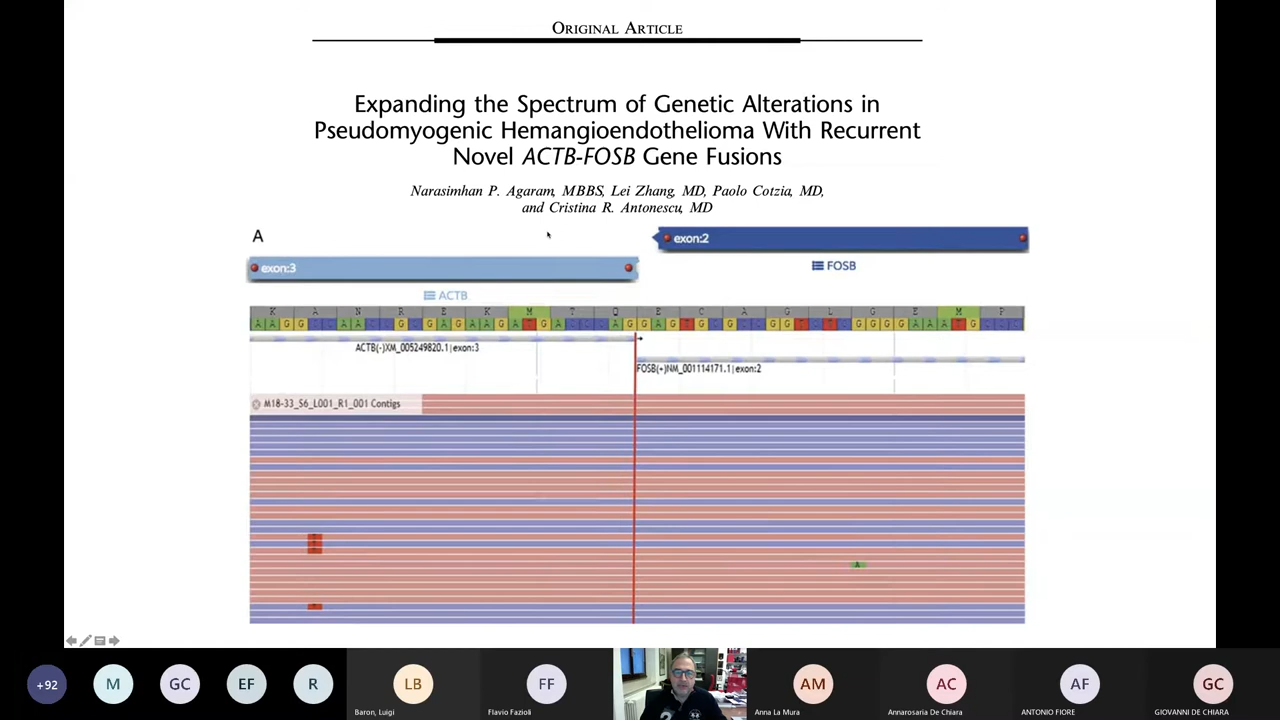 ORIGINAL ARTICLE
Expanding the Spectrum of Genetic Alterations in
Pseudomyogenic Hemangioendothelioma With Recurrent
Novel ACTB-FOSB Gene Fusions
Narasimhan P. Agaram, MBBS, Lei Zhang, MD, Paolo Cotzia, MD,
and Cristina R. Antonescu, MD
A
exon:2
FOSB
exon:3
ACTB
K A N R E K M T Q E C A G L G E M P
ACTB(-)XM_005249820.1|exon:3
FOSB(+)NM_001114171.1|exon:2
M18-33_S6_L001_R1_001 Contigs
A
+92
M
GC
EF
R
LB
FF
AM
AC
AF
GC
Baron, Luigi
Flavio Fazioli
Anna La Mura
Annarosaria De Chiara
ANTONIO FIORE
GIOVANNI DE CHIARA